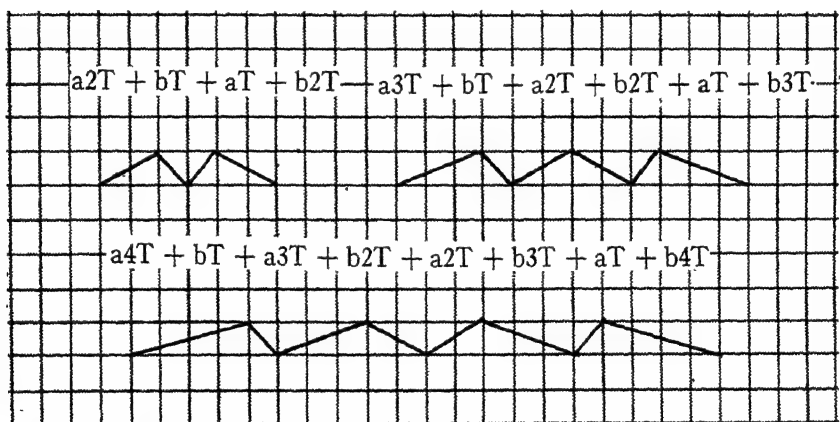 a2T + bT + aT + b2T
a3T + bT + a2T + b2T + aT + b3T
a4T + bT + a3T + b2T + a2T + b3T + aT + b4T